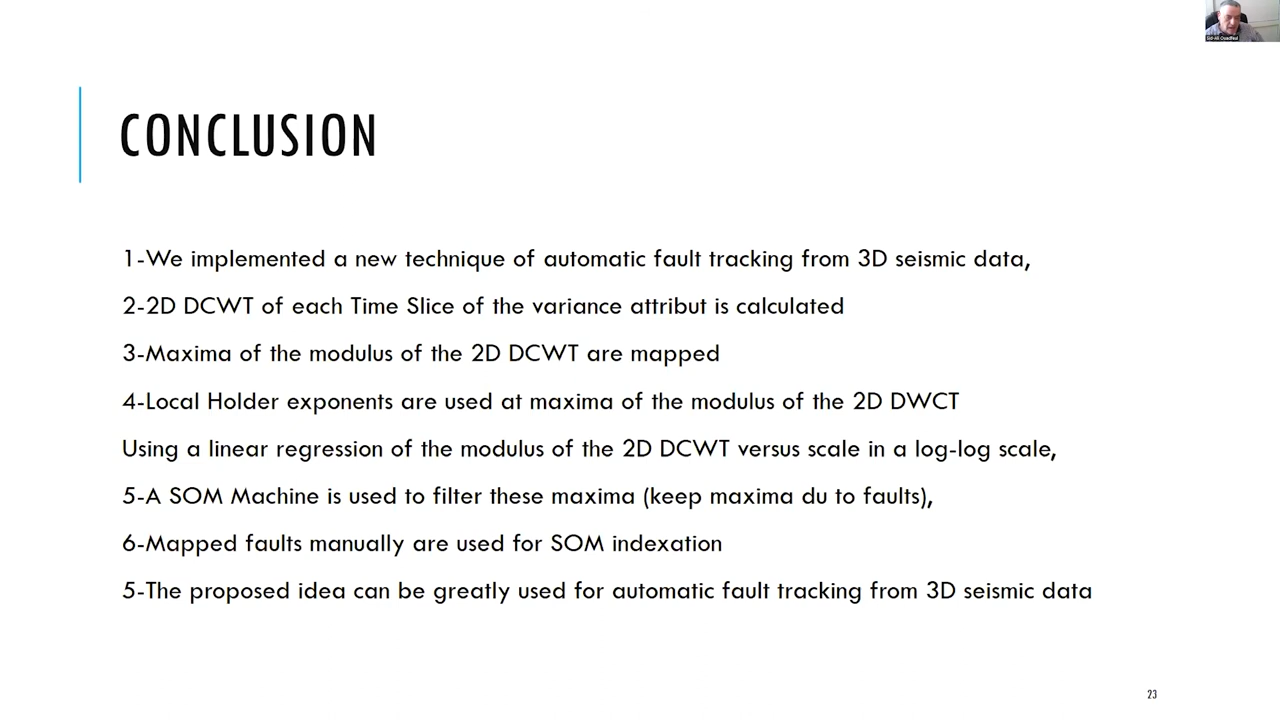 Sid-Ali Ouadfeul
CONCLUSION
1-We implemented a new technique of automatic fault tracking from 3D seismic data,
2-2D DCWT of each Time Slice of the variance attribut is calculated
3-Maxima of the modulus of the 2D DCWT are mapped
4-Local Holder exponents are used at maxima of the modulus of the 2D DWCT
Using a linear regression of the modulus of the 2D DCWT versus scale in a log-log scale,
5-A SOM Machine is used to filter these maxima (keep maxima du to faults),
6-Mapped faults manually are used for SOM indexation
5-The proposed idea can be greatly used for automatic fault tracking from 3D seismic data
23